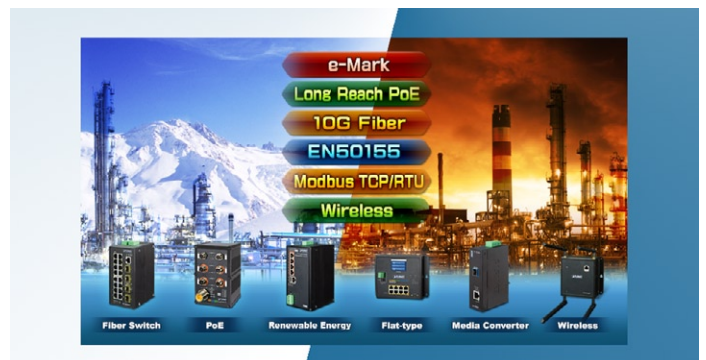 e-Mark
Long Reach PoE
10G Fiber
EN50155
Modbus TCP/RTU
Wireless
Fiber Switch
PoE
Renewable Energy
Flat-type
Media Converter
Wireless